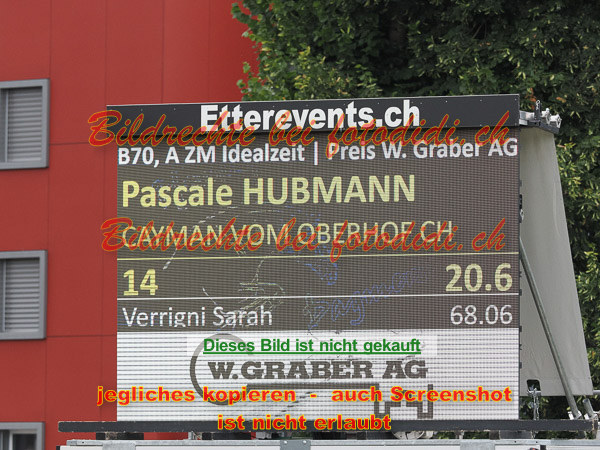 Etterevents.ch
Bildrechte bei fotodidi.ch
B70, A ZM Idealzeit | Preis W. Graber AG
Pascale HUBMANN
CAYMAN VOM OBERHOF CH
Bildrechte bei fotodidi.ch
14 20.6
Verrigni Sarah 68.06
Dieses Bild ist nicht gekauft
W.GRABER AG
jegliches kopieren - auch Screenshot
ist nicht erlaubt